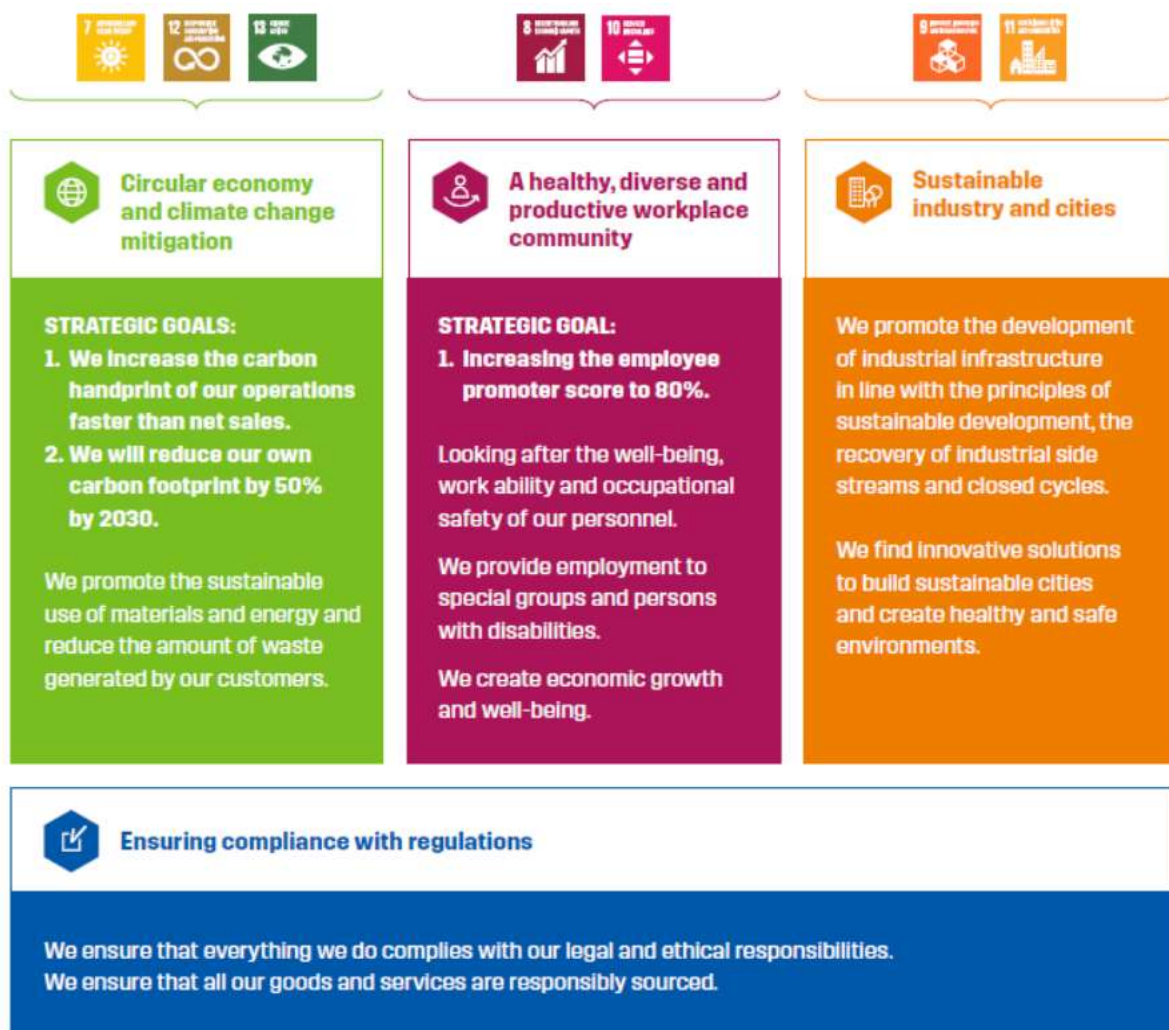 7
12
13
8
10
9
11
Circular economy
and climate change
mitigation
STRATEGIC GOALS:
1. We increase the carbon
handprint of our operations
faster than net sales.
2. We will reduce our own
carbon footprint by 50%
by 2030.
We promote the sustainable
use of materials and energy and
reduce the amount of waste
generated by our customers.
A healthy, diverse and
productive workplace
community
STRATEGIC GOAL:
1. Increasing the employee
promoter score to 80%.
Looking after the well-being,
work ability and occupational
safety of our personnel.
We provide employment to
special groups and persons
with disabilities.
We create economic growth
and well-being.
Sustainable
industry and cities
We promote the development
of industrial infrastructure
in line with the principles of
sustainable development, the
recovery of industrial side
streams and closed cycles.
We find innovative solutions
to build sustainable cities
and create healthy and safe
environments.
Ensuring compliance with regulations
We ensure that everything we do complies with our legal and ethical responsibilities.
We ensure that all our goods and services are responsibly sourced.